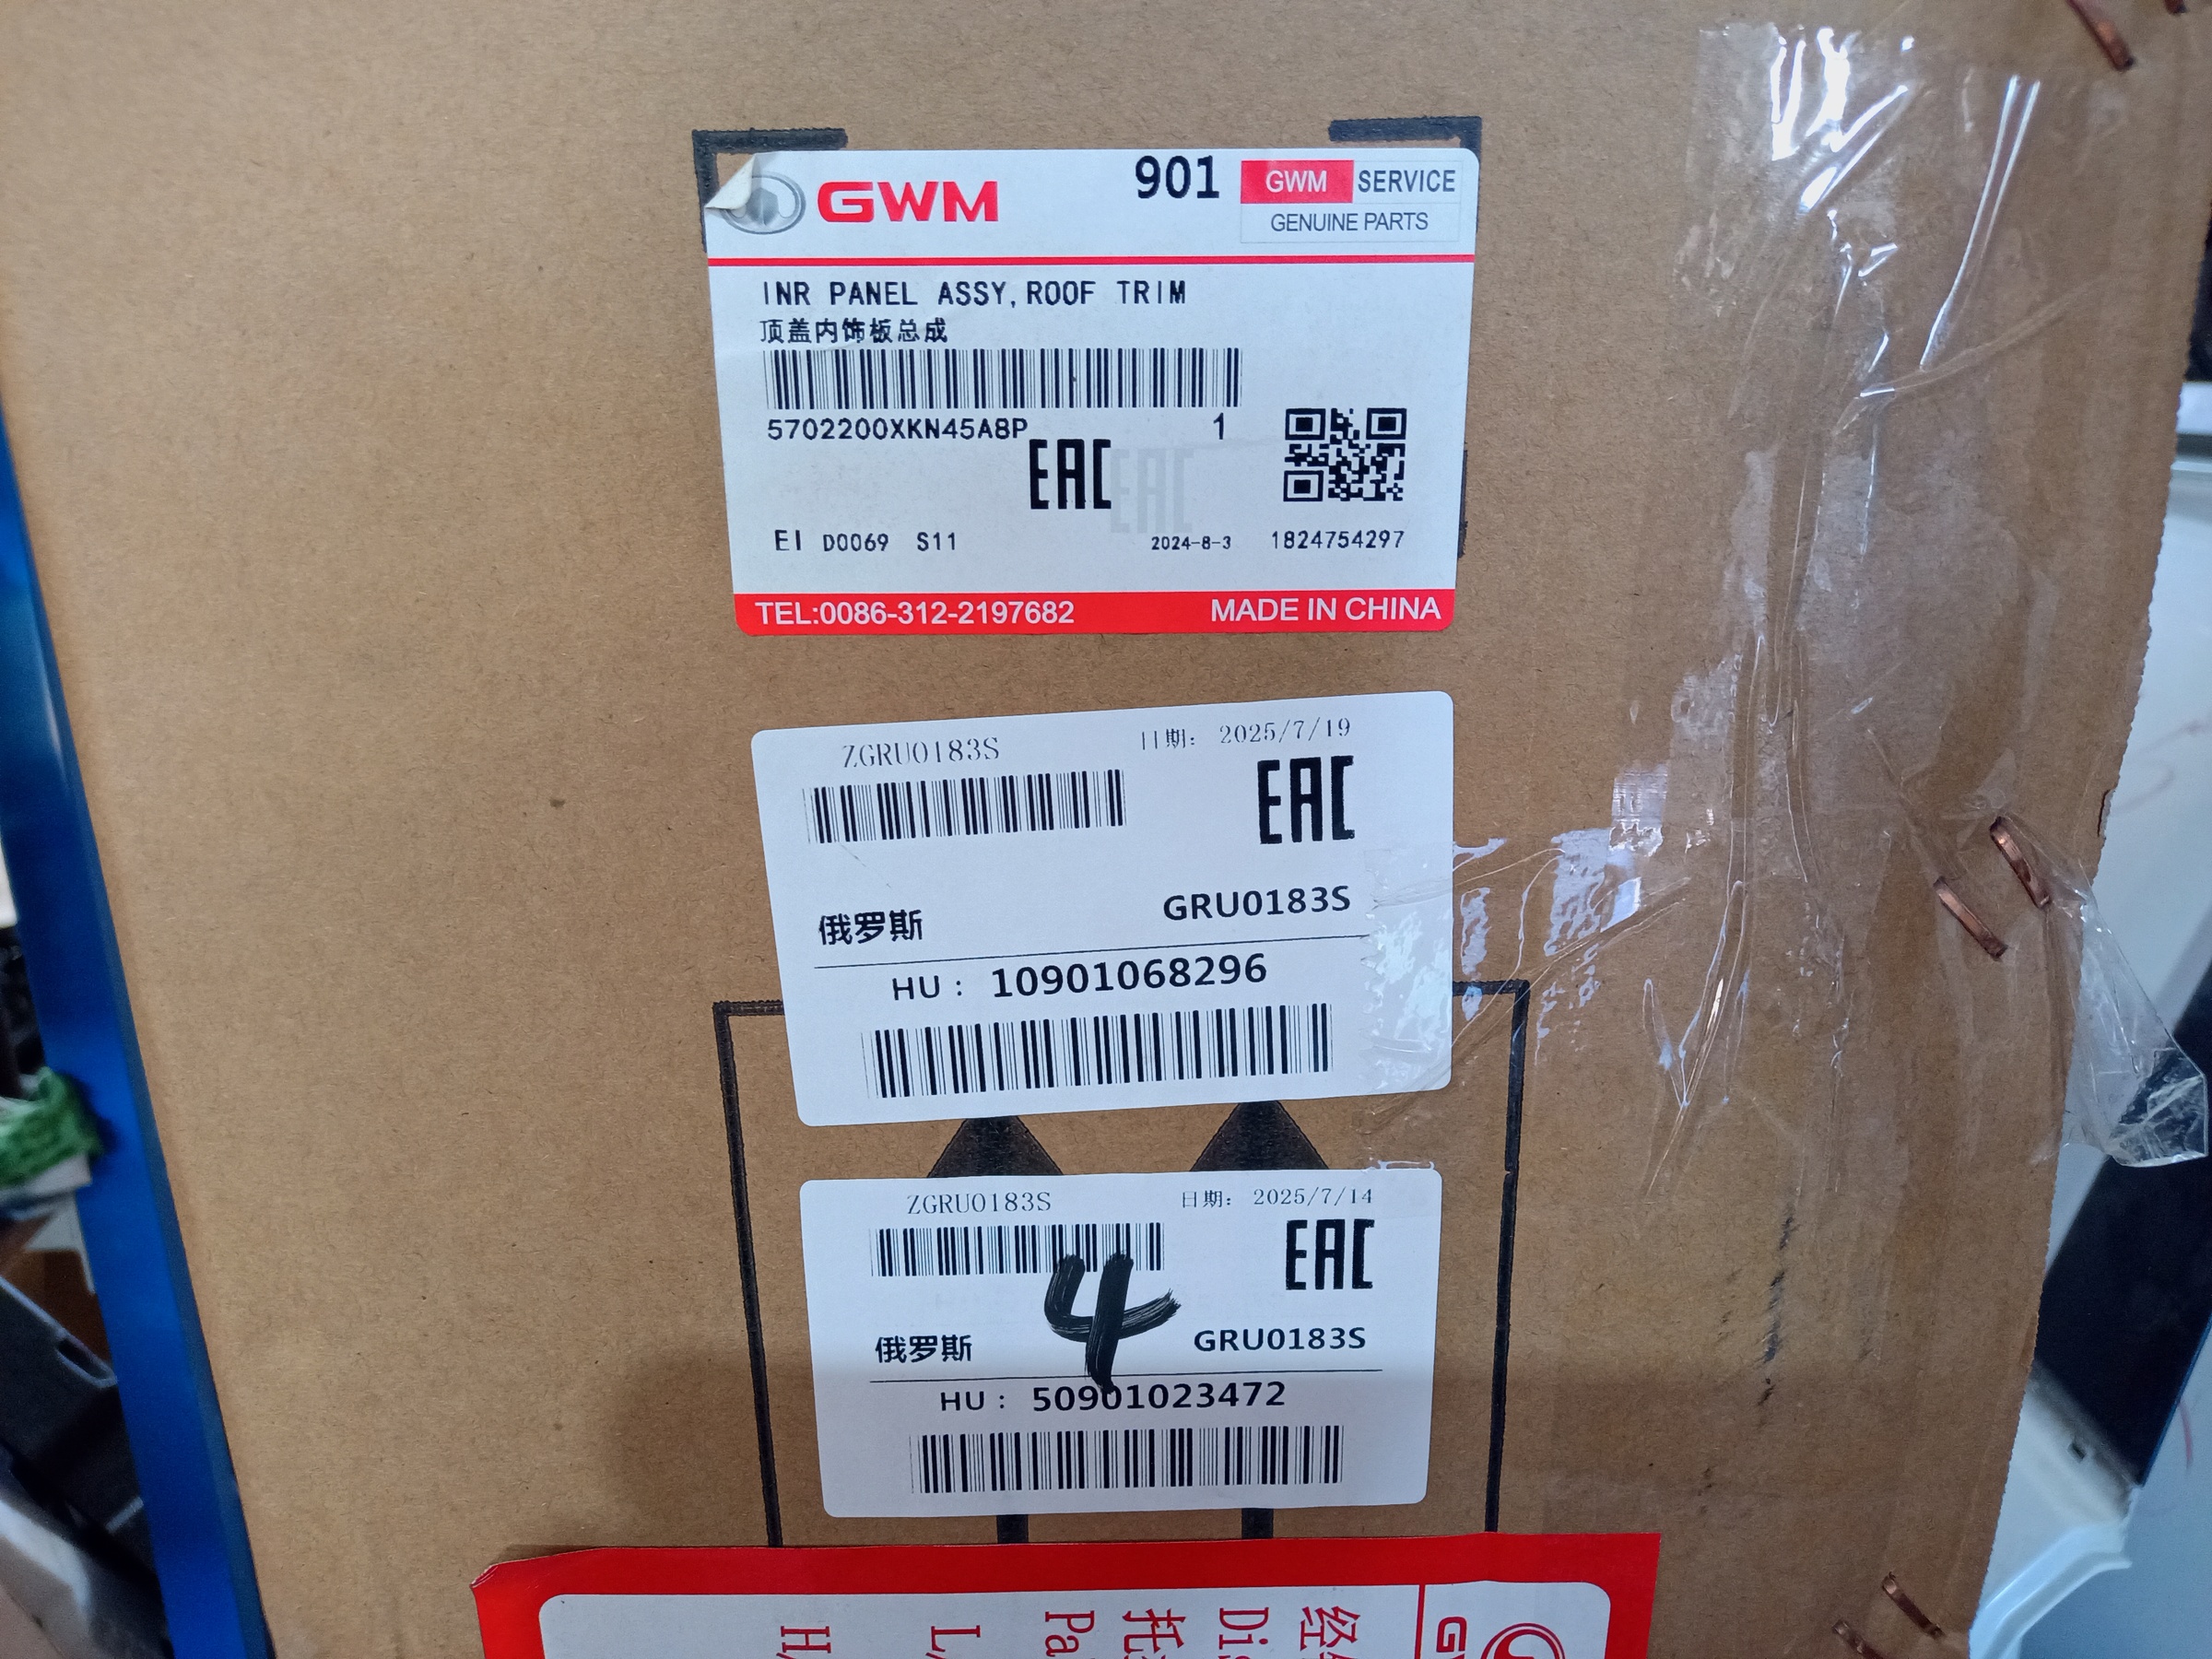 GWM 901 GWM SERVICE
GENUINE PARTS
INR PANEL ASSY, ROOF TRIM
顶盖内饰板总成
5702200XKN45A8P 1
EAC EAC
EI D0069 S11 2024-8-3 1824754297
TEL:0086-312-2197682 MADE IN CHINA
ZGRU0183S 日期: 2025/7/19
EAC
俄罗斯 GRU0183S
HU: 10901068296
ZGRU0183S 日期: 2025/7/14
EAC
4
俄罗斯 GRU0183S
HU: 50901023472